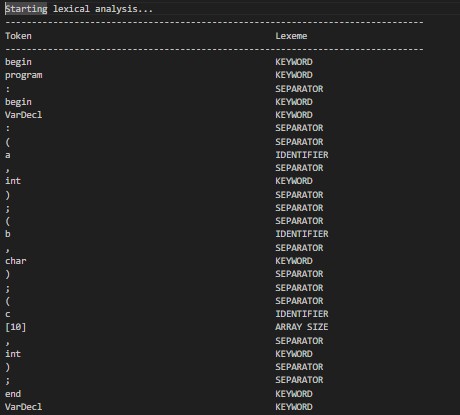 Starting lexical analysis...
--------------------------------------------------------------------------------
Token Lexeme
--------------------------------------------------------------------------------
begin KEYWORD
program KEYWORD
: SEPARATOR
begin KEYWORD
VarDecl KEYWORD
: SEPARATOR
( SEPARATOR
a IDENTIFIER
, SEPARATOR
int KEYWORD
) SEPARATOR
; SEPARATOR
( SEPARATOR
b IDENTIFIER
, SEPARATOR
char KEYWORD
) SEPARATOR
; SEPARATOR
( SEPARATOR
c IDENTIFIER
[10] ARRAY SIZE
, SEPARATOR
int KEYWORD
) SEPARATOR
; SEPARATOR
end KEYWORD
VarDecl KEYWORD